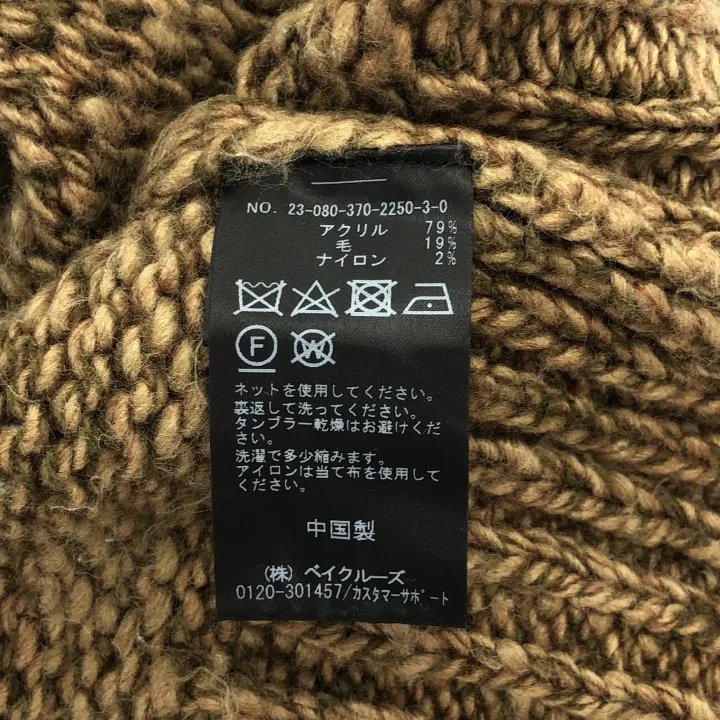 NO. 23-080-370-2250-3-0
アクリル 79%
毛 19%
ナイロン 2%
F W
ネットを使用してください。
裏返して洗ってください。
タンブラー乾燥はお避けくだ
さい。
洗濯で多少縮みます。
アイロンは当て布を使用して
ください。
中国製
(株) ベイクルーズ
0120-301457/カスタマーサポート